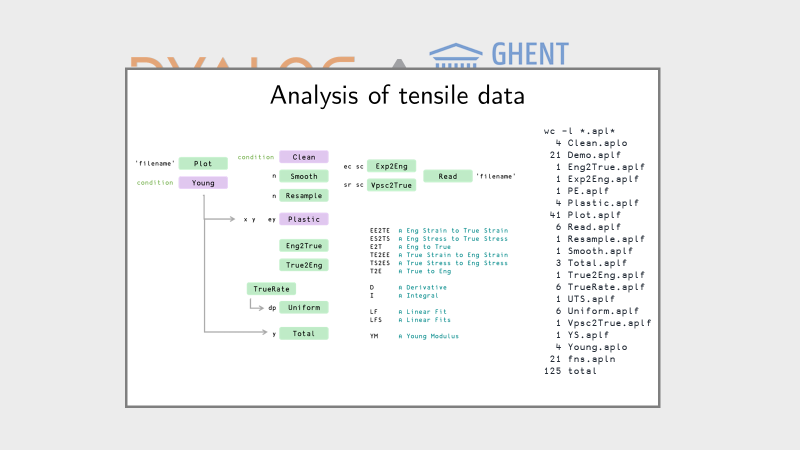 DYALOG
GHENT
Analysis of tensile data
'filename' Plot
condition Young
condition Clean
n Smooth
n Resample
x y ey Plastic
Eng2True
True2Eng
TrueRate
dp Uniform
y Total
ec sc Exp2Eng
sr sc Vpsc2True
Read 'filename'
EE2TE ⍝ Eng Strain to True Strain
ES2TS ⍝ Eng Stress to True Stress
E2T ⍝ Eng to True
TE2EE ⍝ True Strain to Eng Strain
TS2ES ⍝ True Stress to Eng Stress
T2E ⍝ True to Eng
D ⍝ Derivative
I ⍝ Integral
LF ⍝ Linear Fit
LFS ⍝ Linear Fits
YM ⍝ Young Modulus
wc -l *.apl*
4 Clean.aplo
21 Demo.aplf
1 Eng2True.aplf
1 Exp2Eng.aplf
1 PE.aplf
4 Plastic.aplf
41 Plot.aplf
6 Read.aplf
1 Resample.aplf
1 Smooth.aplf
3 Total.aplf
1 True2Eng.aplf
6 TrueRate.aplf
1 UTS.aplf
6 Uniform.aplf
1 Vpsc2True.aplf
1 YS.aplf
4 Young.aplo
21 fns.apln
125 total